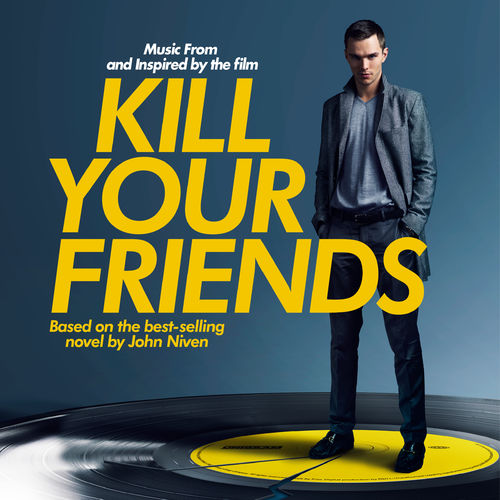 Music From
and Inspired by the film
KILL
YOUR
FRIENDS
Based on the best-selling
novel by John Niven